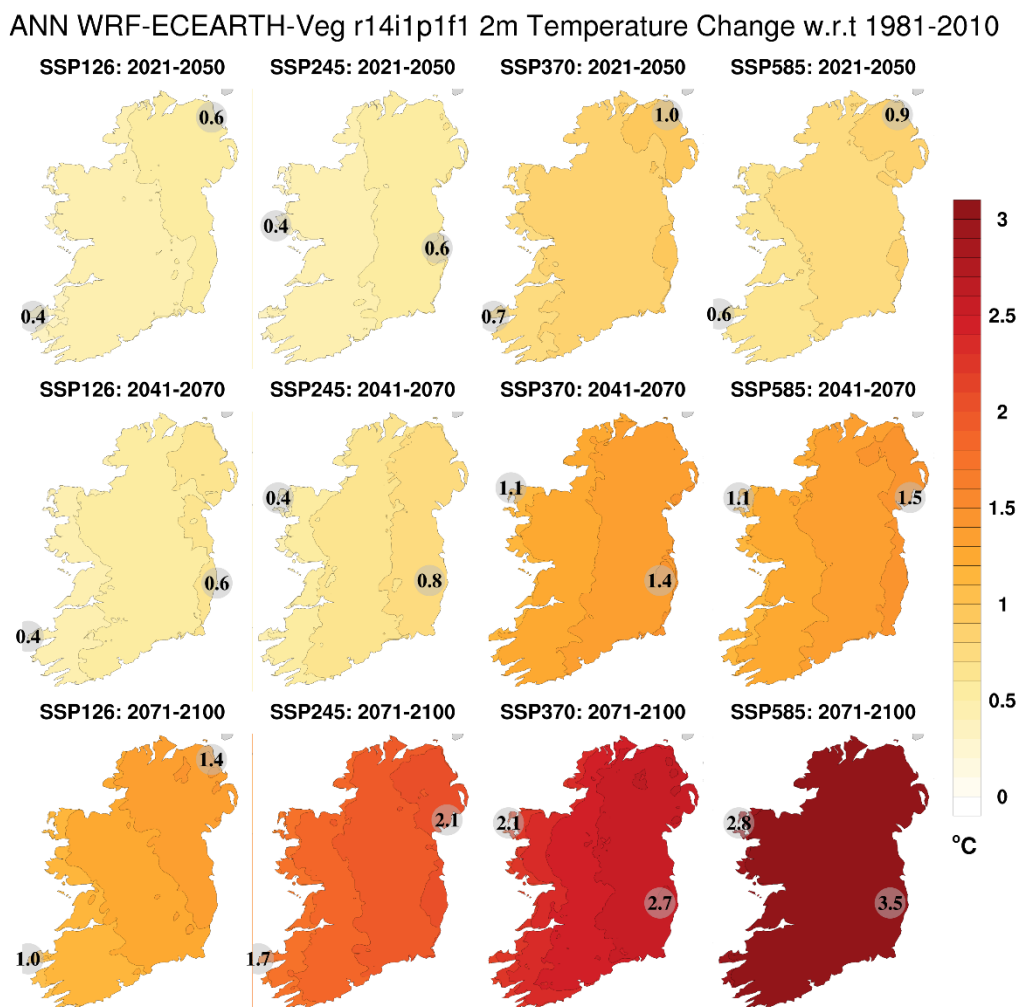 ANN WRF-ECEARTH-Veg r14i1p1f1 2m Temperature Change w.r.t 1981-2010
SSP126: 2021-2050
SSP245: 2021-2050
SSP370: 2021-2050
SSP585: 2021-2050
0.6
0.4
0.4
0.6
1.0
0.7
0.9
0.6
SSP126: 2041-2070
SSP245: 2041-2070
SSP370: 2041-2070
SSP585: 2041-2070
0.6
0.4
0.4
0.8
1.1
1.4
1.1
1.5
SSP126: 2071-2100
SSP245: 2071-2100
SSP370: 2071-2100
SSP585: 2071-2100
1.4
1.0
2.1
1.7
2.1
2.7
2.8
3.5
3
2.5
2
1.5
1
0.5
0
°C